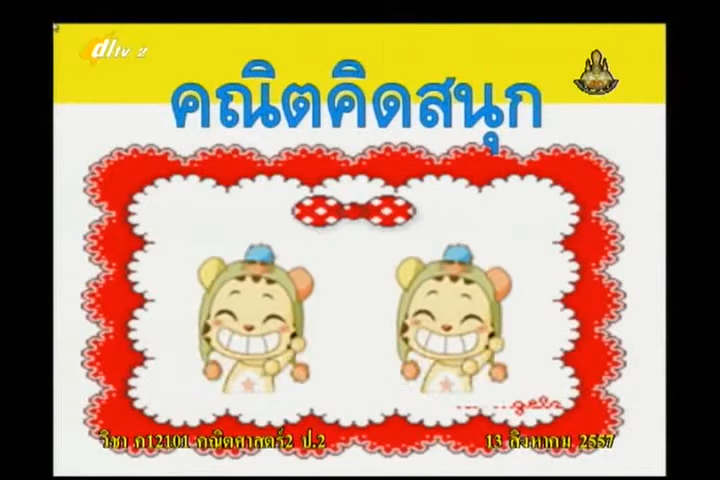 dltv 2
คณิตคิดสนุก
วิชา ค12101 คณิตศาสตร์2 ป.2
13 สิงหาคม 2557